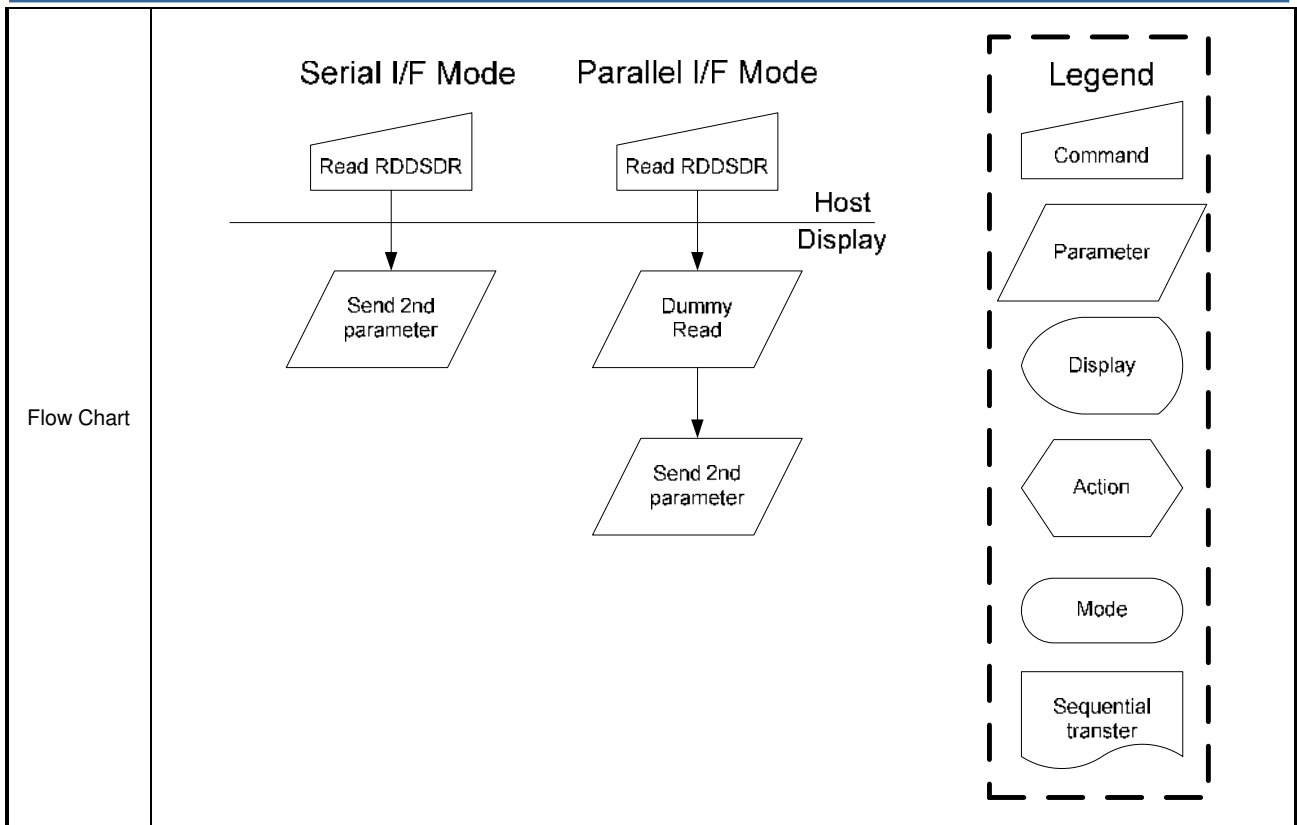 Flow Chart
Serial I/F Mode
Parallel I/F Mode
Read RDDSDR
Read RDDSDR
Host
Display
Send 2nd
parameter
Dummy
Read
Send 2nd
parameter
Legend
Command
Parameter
Display
Action
Mode
Sequential
transter